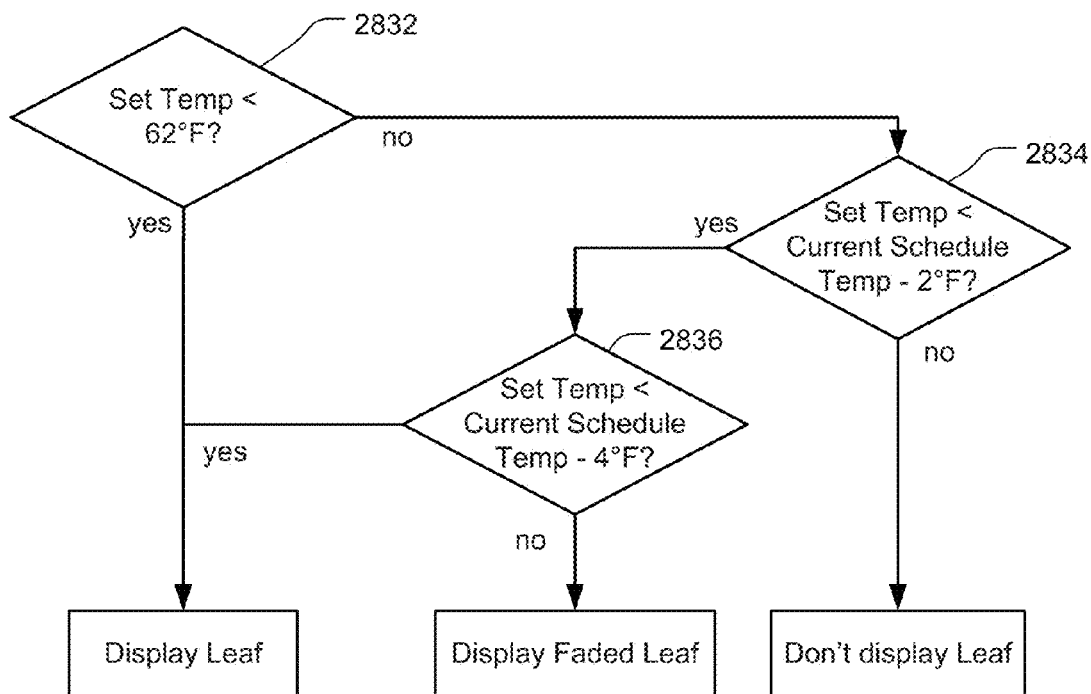 2832
Set Temp <
62°F?
no
yes
2834
Set Temp <
Current Schedule
Temp - 2°F?
yes
no
2836
Set Temp <
Current Schedule
Temp - 4°F?
yes
no
Display Leaf
Display Faded Leaf
Don't display Leaf